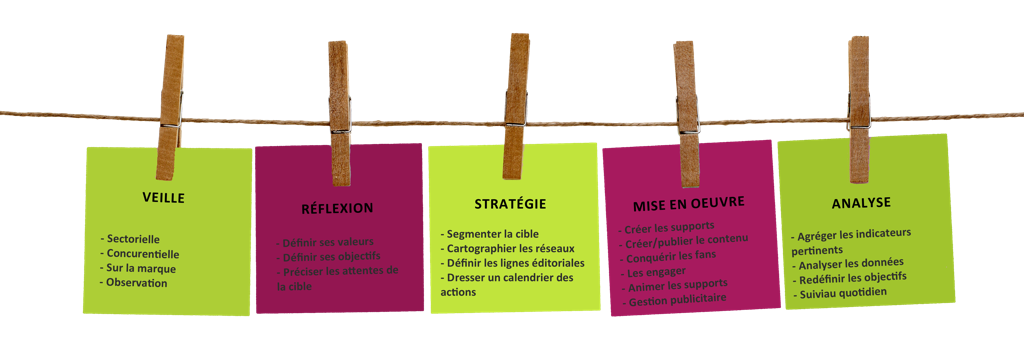 VEILLE
- Sectorielle
- Concurentielle
- Sur la marque
- Observation
RÉFLEXION
- Définir ses valeurs
- Définir ses objectifs
- Préciser les attentes de
la cible
STRATÉGIE
- Segmenter la cible
- Cartographier les réseaux
- Définir les lignes éditoriales
- Dresser un calendrier des
actions
MISE EN OEUVRE
- Créer les supports
- Créer/publier le contenu
- Conquérir les fans
- Les engager
- Animer les supports
- Gestion publicitaire
ANALYSE
- Agréger les indicateurs
pertinents
- Analyser les données
- Redéfinir les objectifs
- Suiviau quotidien